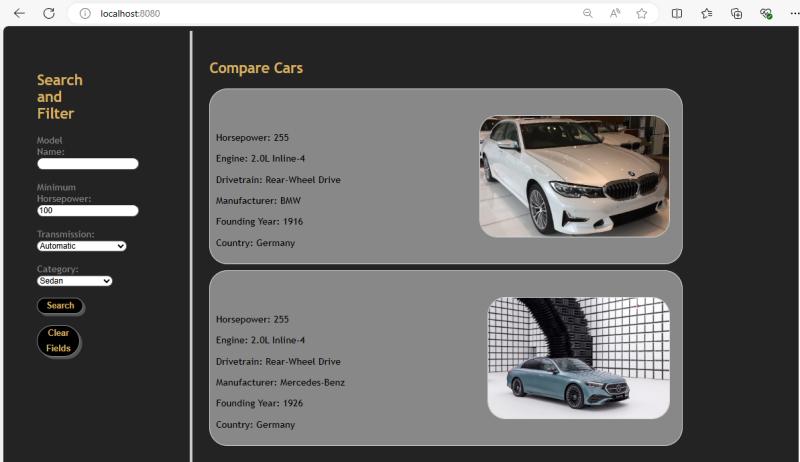 localhost:8080
Search
and
Filter
Model
Name:
Minimum
Horsepower:
100
Transmission:
Automatic
Category:
Sedan
Search
Clear
Fields
Compare Cars
Horsepower: 255
Engine: 2.0L Inline-4
Drivetrain: Rear-Wheel Drive
Manufacturer: BMW
Founding Year: 1916
Country: Germany
Horsepower: 255
Engine: 2.0L Inline-4
Drivetrain: Rear-Wheel Drive
Manufacturer: Mercedes-Benz
Founding Year: 1926
Country: Germany